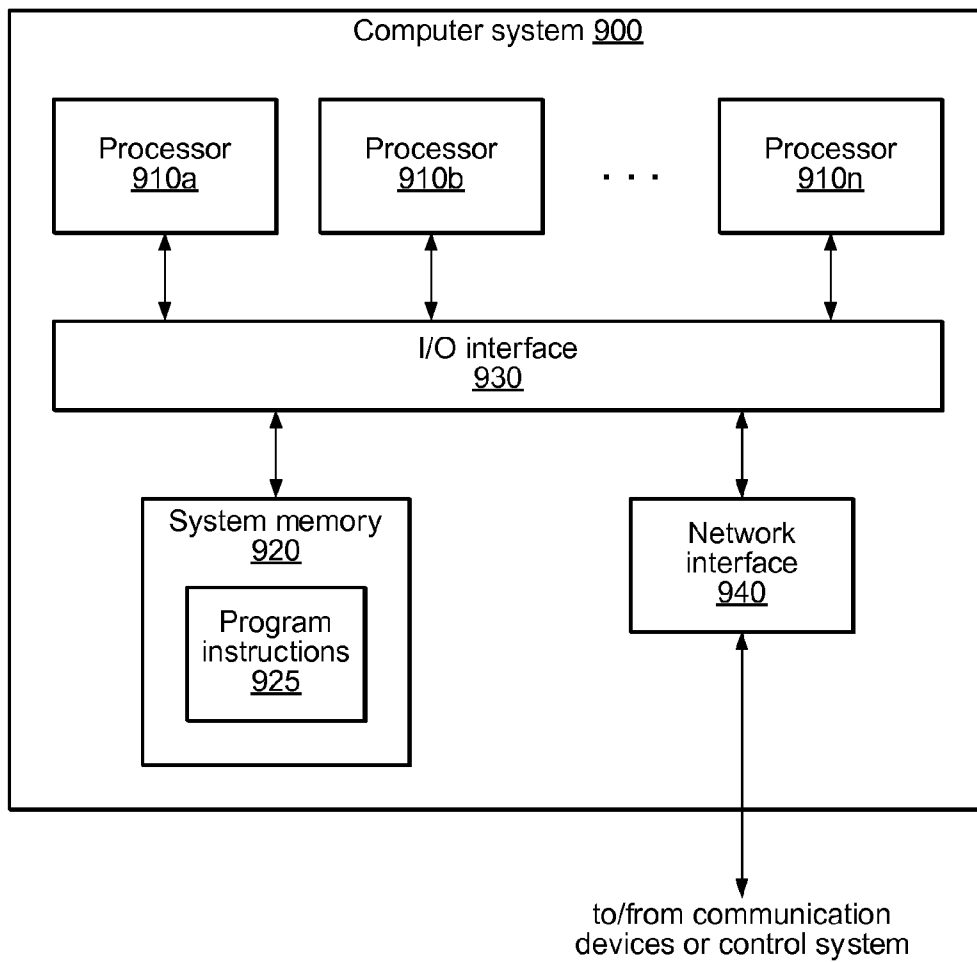 Computer system 900
Processor
910a
Processor
910b
. . .
Processor
910n
I/O interface
930
System memory
920
Program
instructions
925
Network
interface
940
to/from communication
devices or control system